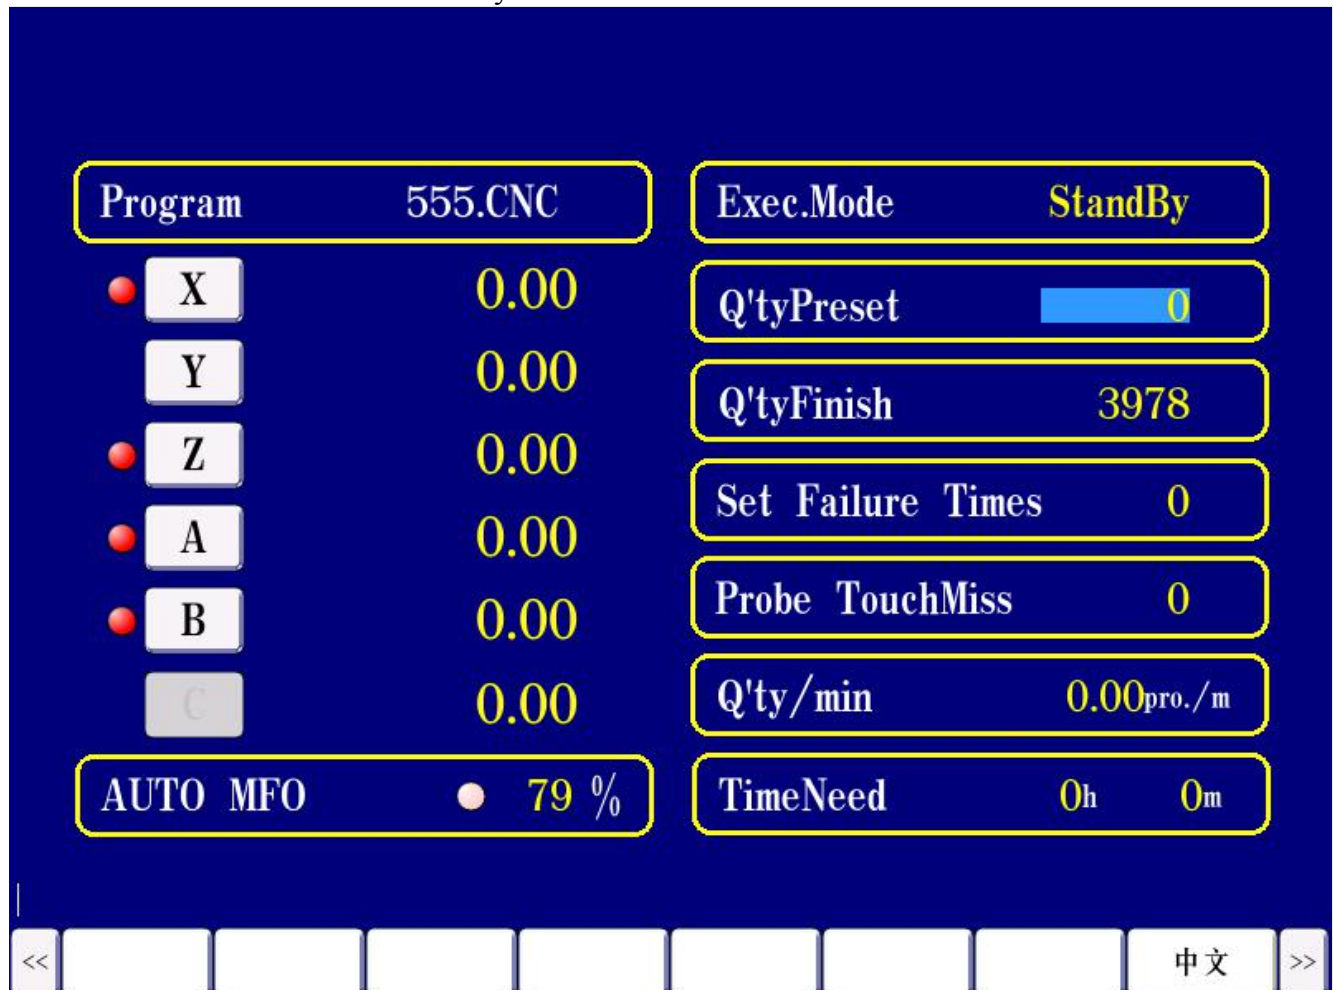 Program 555.CNC
X 0.00
Y 0.00
Z 0.00
A 0.00
B 0.00
C 0.00
AUTO MFO 79 %
Exec.Mode StandBy
Q'tyPreset 0
Q'tyFinish 3978
Set Failure Times 0
Probe TouchMiss 0
Q'ty/min 0.00pro./m
TimeNeed 0h 0m
<< 中文 >>